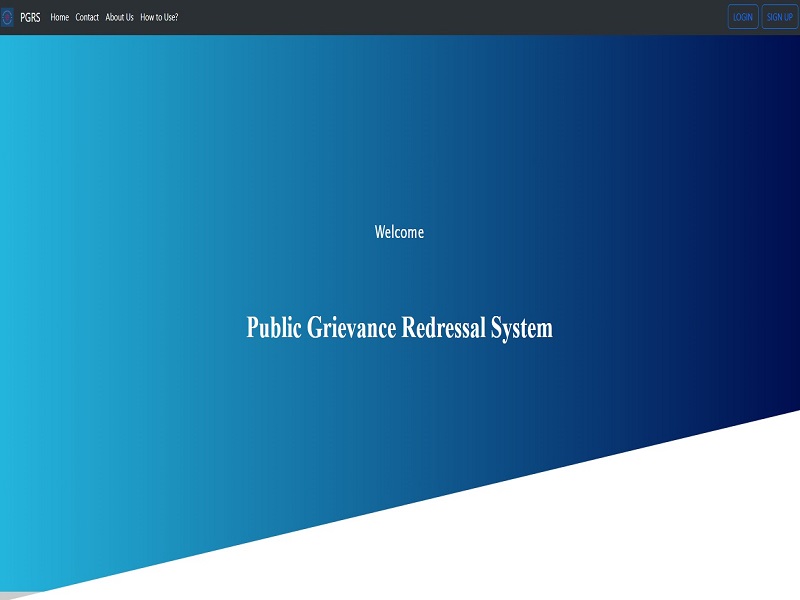 PGRS Home Contact About Us How to Use? LOGIN SIGN UP
Welcome
Public Grievance Redressal System